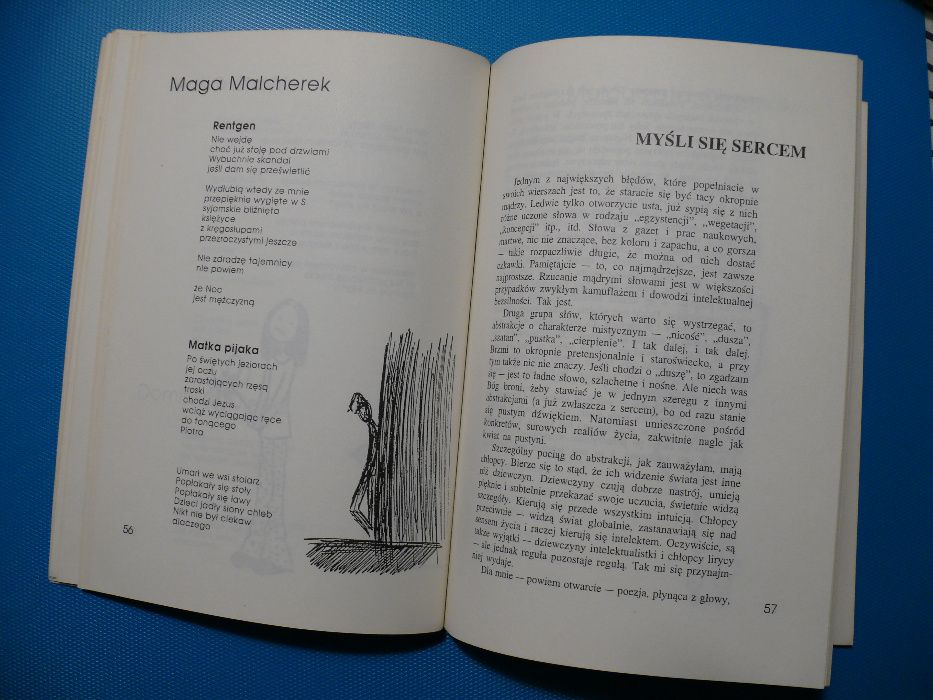 Maga Malcherek
Rentgen
Nie wejdę
choć już stoję pod drzwiami
Wybuchnie skandal
jeśli dam się prześwietlić
Wydłubią wtedy ze mnie
przepięknie wygięte w S
syjamskie bliźnięta
księżyce
z kręgosłupami
przezroczystymi jeszcze
Nie zdradzę tajemnicy
nie powiem
że Noc
jest mężczyzną
Matka pijaka
Po świętych jeziorach
jej oczu
zarastających rzęsą
troski
chodzi Jezus
wciąż wyciągając ręce
do tonącego
Piotra
Umarł we wsi stolarz
Popłakały się stoły
Popłakały się ławy
Dzieci jadły słony chleb
Nikt nie był ciekaw
dlaczego
56
MYŚLI SIĘ SERCEM
Jednym z największych błędów, które popełniacie w
swoich wierszach jest to, że staracie się być tacy okropnie
mądrzy. Ledwie tylko otworzycie usta, już sypią się z nich
różne uczone słowa w rodzaju „egzystencji”, „wegetacji”,
„koncepcji” itp., itd. Słowa z gazet i prac naukowych,
martwe, nic nie znaczące, bez koloru i zapachu, a co gorsza
— takie rozpaczliwie długie, że można od nich dostać
czkawki. Pamiętajcie — to, co najmądrzejsze, jest zawsze
najprostsze. Rzucanie mądrymi słowami jest w większości
przypadków zwykłym kamuflażem i dowodzi intelektualnej
bezsilności. Tak jest.
Druga grupa słów, których warto się wystrzegać, to
abstrakcje o charakterze mistycznym — „nicość”, „dusza”,
„szatan”, „pustka”, „cierpienie”. I tak dalej, i tak dalej.
Brzmi to okropnie pretensjonalnie i staroświecko, a przy
tym także nic nie znaczy. Jeśli chodzi o „duszę”, to zgadzam
się — jest to ładne słowo, szlachetne i nośne. Ale niech was
Bóg broni, żeby stawiać je w jednym szeregu z innymi
abstrakcjami (a już zwłaszcza z sercem), bo od razu stanie
się pustym dźwiękiem. Natomiast umieszczone pośród
konkretów, surowych realiów życia, zakwitnie nagle jak
kwiat na pustyni.
Szczególny pociąg do abstrakcji, jak zauważyłam, mają
chłopcy. Bierze się to stąd, że ich widzenie świata jest inne
niż dziewczyn. Dziewczyny czują dobrze nastrój, umieją
pięknie i subtelnie przekazać swoje uczucia, świetnie widzą
szczegóły. Kierują się przede wszystkim intuicją. Chłopcy
przeciwnie — widzą świat globalnie, zastanawiają się nad
sensem życia i raczej kierują się intelektem. Oczywiście, są
także wyjątki — dziewczyny intelektualistki i chłopcy lirycy
— ale jednak reguła pozostaje regułą. Tak mi się przynajm-
niej wydaje.
Dla mnie — powiem otwarcie — poezja, płynąca z głowy,
57